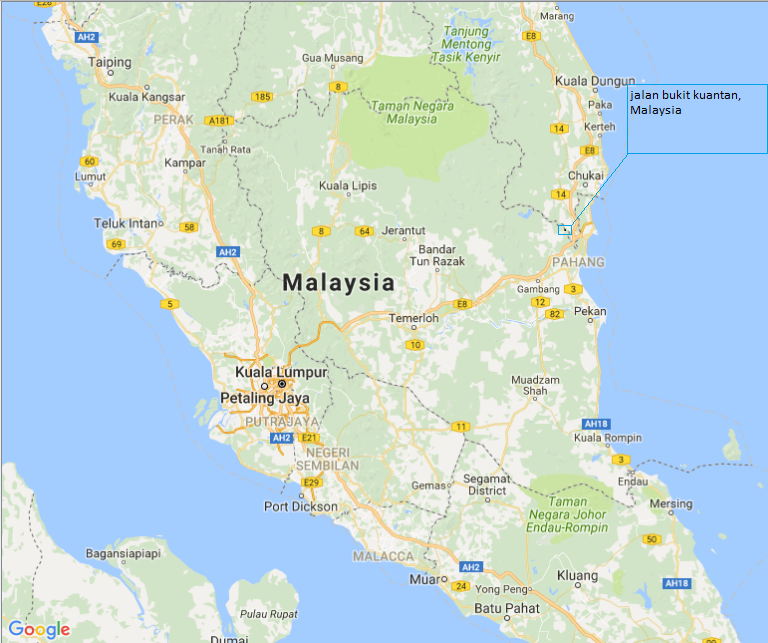 E28
Marang
AH2
Tanjung
Mentong
Tasik Kenyir
E8
Taiping
Gua Musang
Kuala Dungun
jalan bukit kuantan,
Malaysia
Kuala Kangsar
185
8
Taman Negara
Malaysia
Paka
PERAK
A181
14
Kerteh
Tanah Rata
E8
60
Kampar
Lumut
Chukai
Kuala Lipis
14
Teluk Intan
58
8
64
Jerantut
69
AH2
Bandar
Tun Razak
PAHANG
Malaysia
Gambang
3
5
E8
12
82
Pekan
Temerloh
10
Kuala Lumpur
Petaling Jaya
Muadzam
Shah
PUTRAJAYA
AH2
E21
11
AH18
Kuala Rompin
NEGERI
SEMBILAN
3
E29
Gemas
Segamat
District
Endau
Port Dickson
Taman
Negara Johor
Endau-Rompin
Mersing
50
Bagansiapiapi
MALACCA
AH2
Muar
24
Yong Peng
Kluang
AH18
Batu Pahat
Pulau Rupat
Google
Dumai